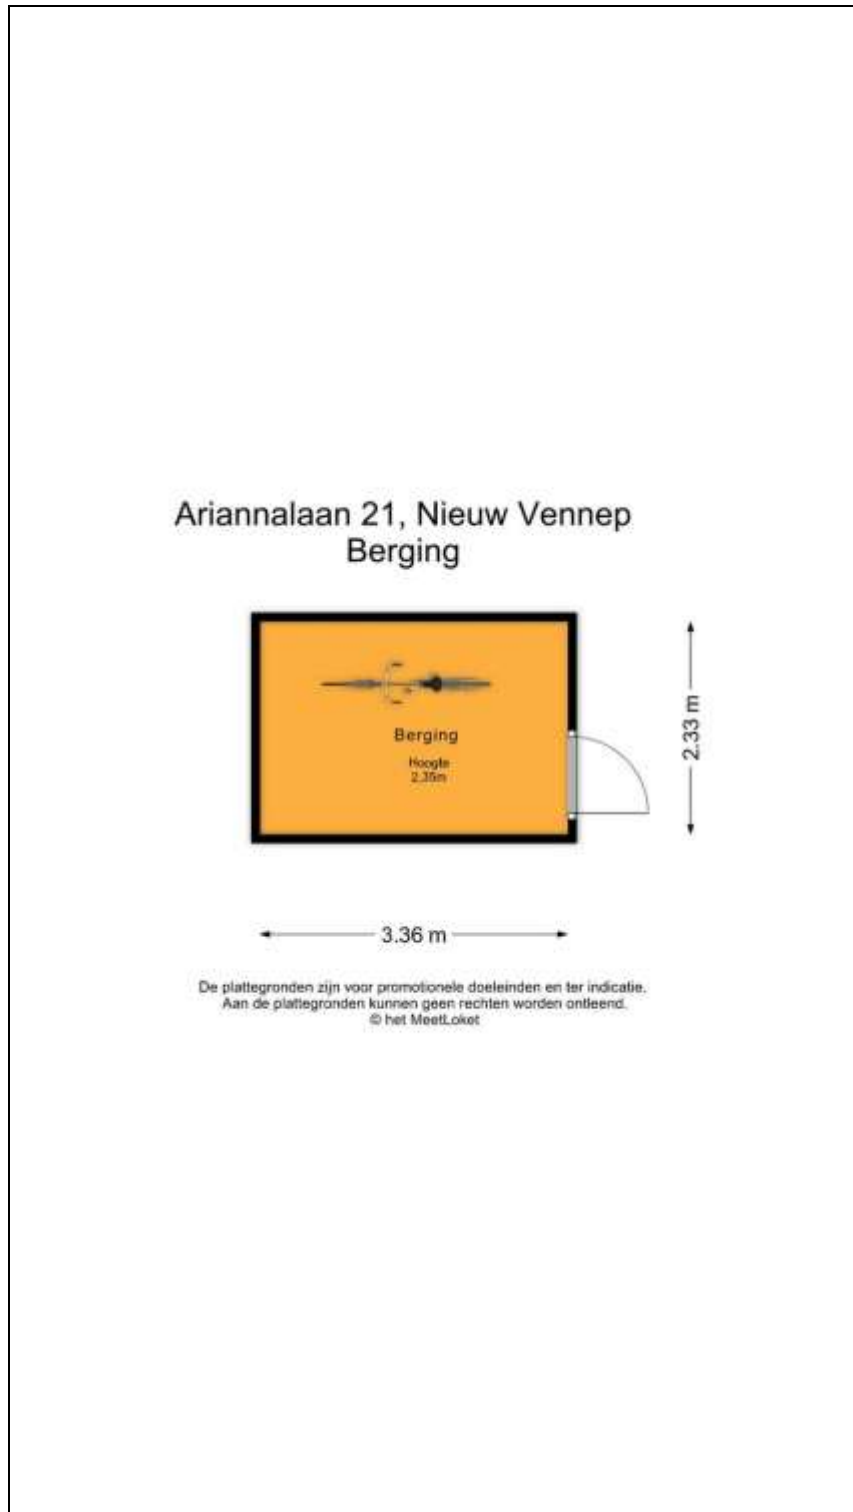 Ariannalaan 21, Nieuw Vennep
Berging
Berging
Hoogte
2,35m
2.33 m
3.36 m
De plattegronden zijn voor promotionele doeleinden en ter indicatie.
Aan de plattegronden kunnen geen rechten worden ontleend.
© het MeetLoket